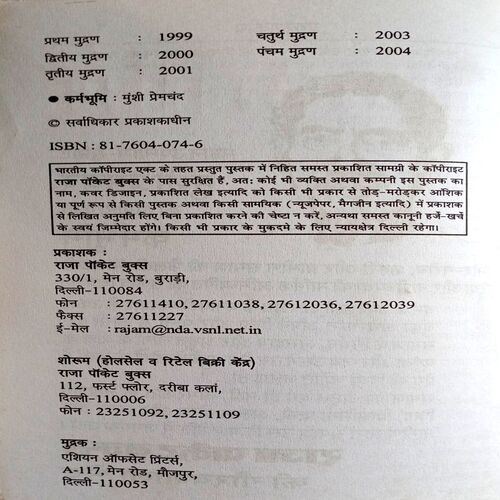 प्रथम मुद्रण : 1999
चतुर्थ मुद्रण : 2003
द्वितीय मुद्रण : 2000
पंचम मुद्रण : 2004
तृतीय मुद्रण : 2001
● कर्मभूमि : मुंशी प्रेमचंद
© सर्वाधिकार प्रकाशकाधीन
ISBN : 81-7604-074-6
भारतीय कॉपीराइट एक्ट के तहत प्रस्तुत पुस्तक में निहित समस्त प्रकाशित सामग्री के कॉपीराइट
राजा पॉकेट बुक्स के पास सुरक्षित हैं, अत: कोई भी व्यक्ति अथवा कम्पनी इस पुस्तक का
नाम, कवर डिजाइन, प्रकाशित लेख इत्यादि को किसी भी प्रकार से तोड़-मरोड़कर आंशिक
या पूर्ण रूप से किसी पुस्तक अथवा किसी सामयिक (न्यूजपेपर, मैगजीन इत्यादि) में प्रकाशक
से लिखित अनुमति लिए बिना प्रकाशित करने की चेष्टा न करें, अन्यथा समस्त कानूनी हर्जे-खर्चे
के स्वयं जिम्मेदार होंगे। किसी भी प्रकार के मुकदमे के लिए न्यायक्षेत्र दिल्ली रहेगा।
प्रकाशक :
राजा पॉकेट बुक्स
330/1, मेन रोड, बुराड़ी,
दिल्ली-110084
फोन : 27611410, 27611038, 27612036, 27612039
फैक्स : 27611227
ई-मेल : rajam@nda.vsnl.net.in
शोरूम (होलसेल व रिटेल बिक्री केंद्र)
राजा पॉकेट बुक्स
112, फर्स्ट फ्लोर, दरीबा कलां,
दिल्ली-110006
फोन : 23251092, 23251109
मुद्रक :
एशियन ऑफसेट प्रिंटर्स,
A-117, मेन रोड, मौजपुर,
दिल्ली-110053